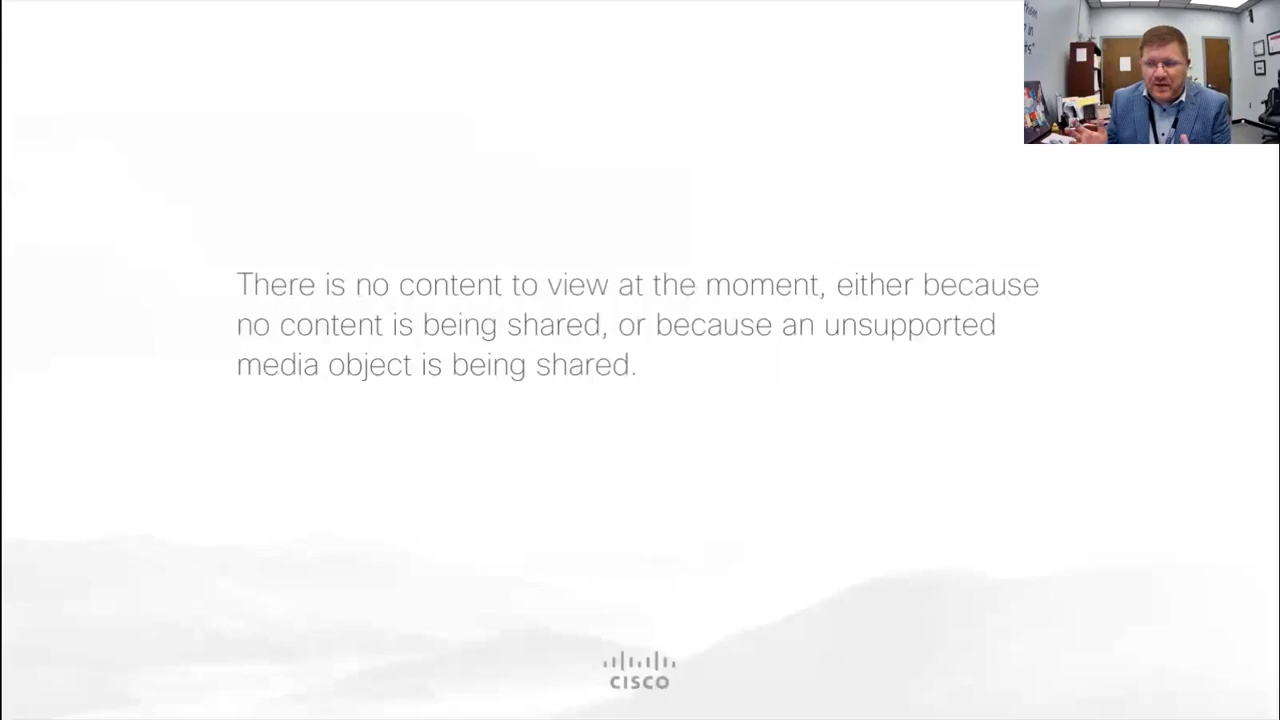 There is no content to view at the moment, either because
no content is being shared, or because an unsupported
media object is being shared.
CISCO